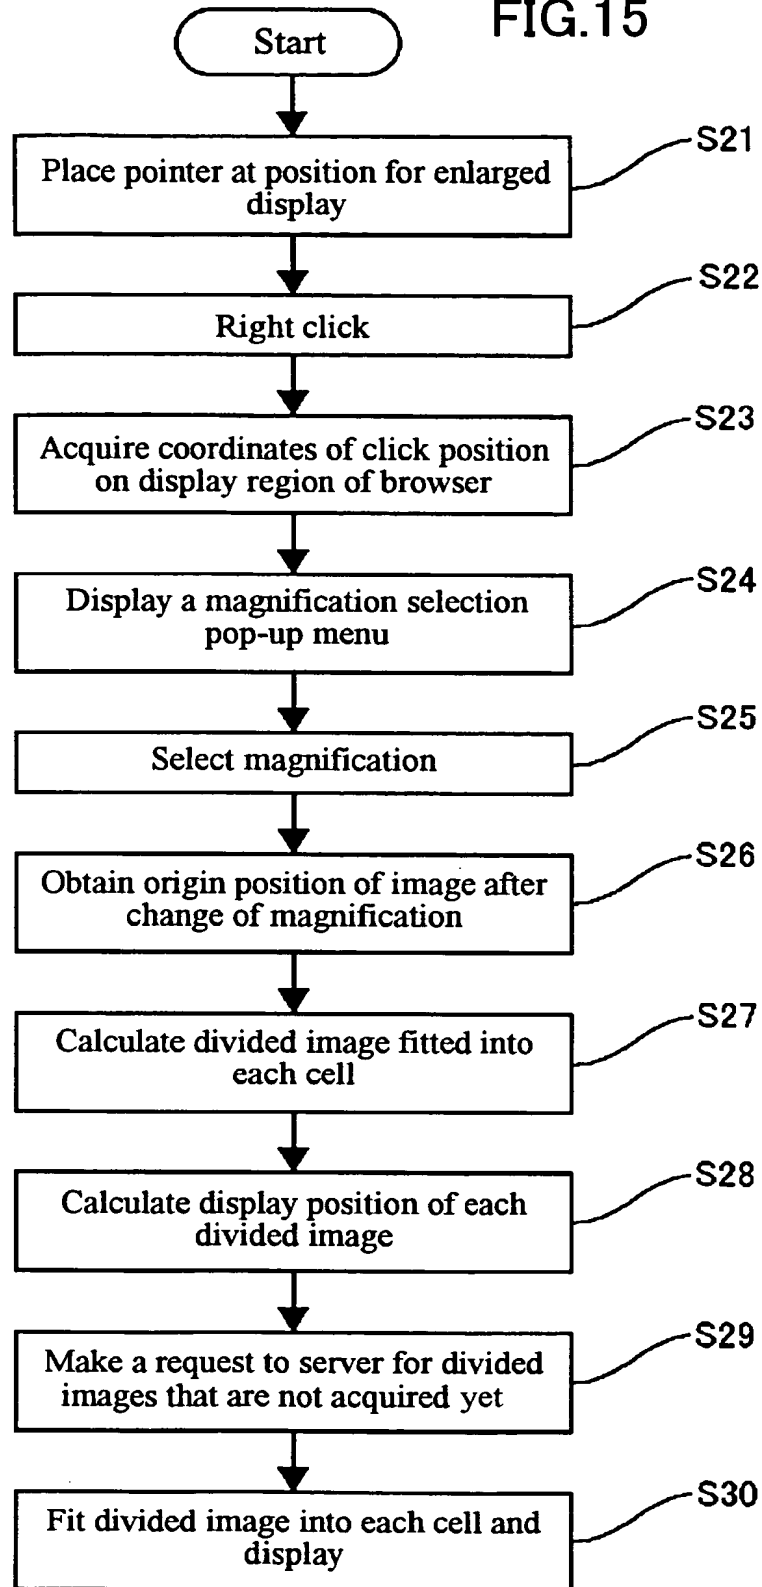 FIG.15
Start
S21
Place pointer at position for enlarged
display
S22
Right click
S23
Acquire coordinates of click position
on display region of browser
S24
Display a magnification selection
pop-up menu
S25
Select magnification
S26
Obtain origin position of image after
change of magnification
S27
Calculate divided image fitted into
each cell
S28
Calculate display position of each
divided image
S29
Make a request to server for divided
images that are not acquired yet
S30
Fit divided image into each cell and
display